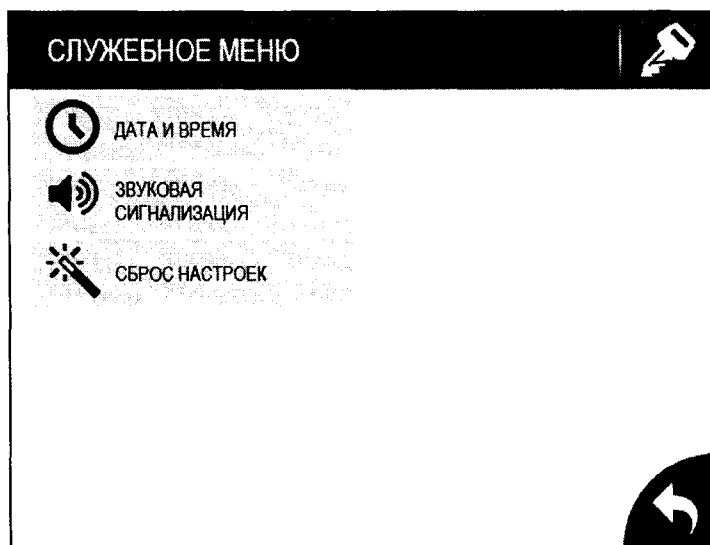 СЛУЖЕБНОЕ МЕНЮ
ДАТА И ВРЕМЯ
ЗВУКОВАЯ
СИГНАЛИЗАЦИЯ
СБРОС НАСТРОЕК